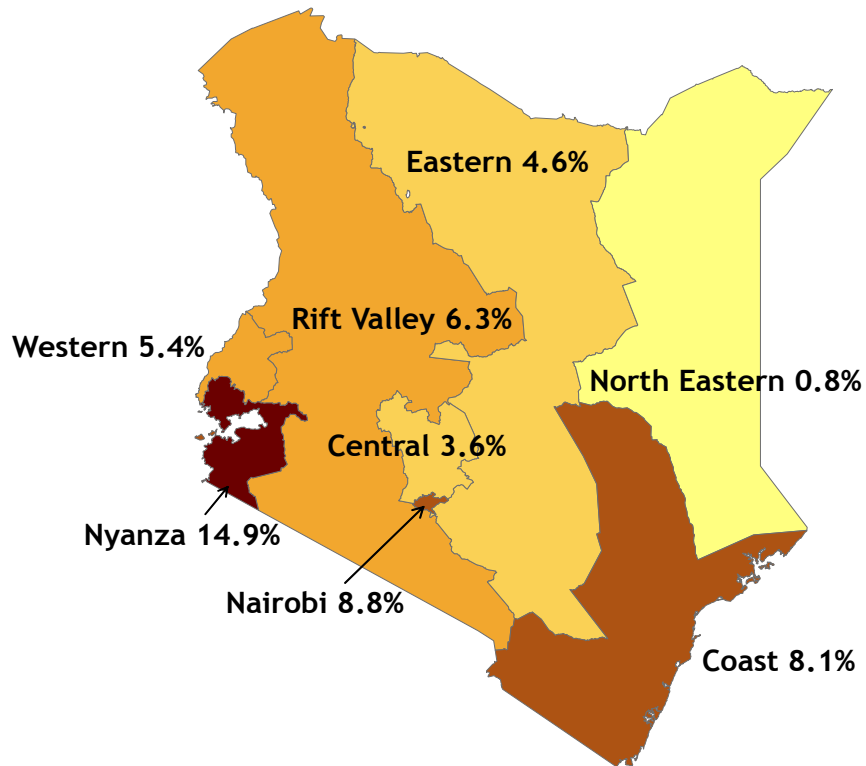 Eastern 4.6%
Rift Valley 6.3%
Western 5.4%
North Eastern 0.8%
Central 3.6%
Nyanza 14.9%
Nairobi 8.8%
Coast 8.1%